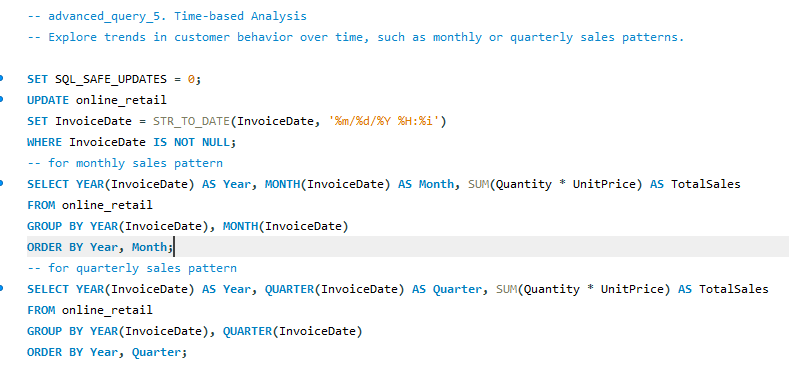 -- advanced_query_5. Time-based Analysis
-- Explore trends in customer behavior over time, such as monthly or quarterly sales patterns.
SET SQL_SAFE_UPDATES = 0;
UPDATE online_retail
SET InvoiceDate = STR_TO_DATE(InvoiceDate, '%m/%d/%Y %H:%i')
WHERE InvoiceDate IS NOT NULL;
-- for monthly sales pattern
SELECT YEAR(InvoiceDate) AS Year, MONTH(InvoiceDate) AS Month, SUM(Quantity * UnitPrice) AS TotalSales
FROM online_retail
GROUP BY YEAR(InvoiceDate), MONTH(InvoiceDate)
ORDER BY Year, Month;
-- for quarterly sales pattern
SELECT YEAR(InvoiceDate) AS Year, QUARTER(InvoiceDate) AS Quarter, SUM(Quantity * UnitPrice) AS TotalSales
FROM online_retail
GROUP BY YEAR(InvoiceDate), QUARTER(InvoiceDate)
ORDER BY Year, Quarter;